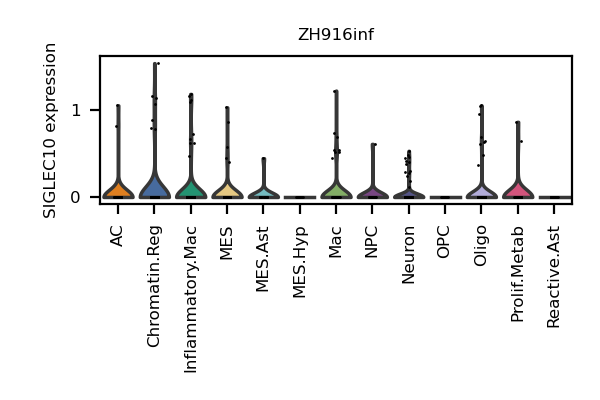 ZH916inf
SIGLEC10 expression
1
0
AC
Chromatin.Reg
Inflammatory.Mac
MES
MES.Ast
MES.Hyp
Mac
NPC
Neuron
OPC
Oligo
Prolif.Metab
Reactive.Ast